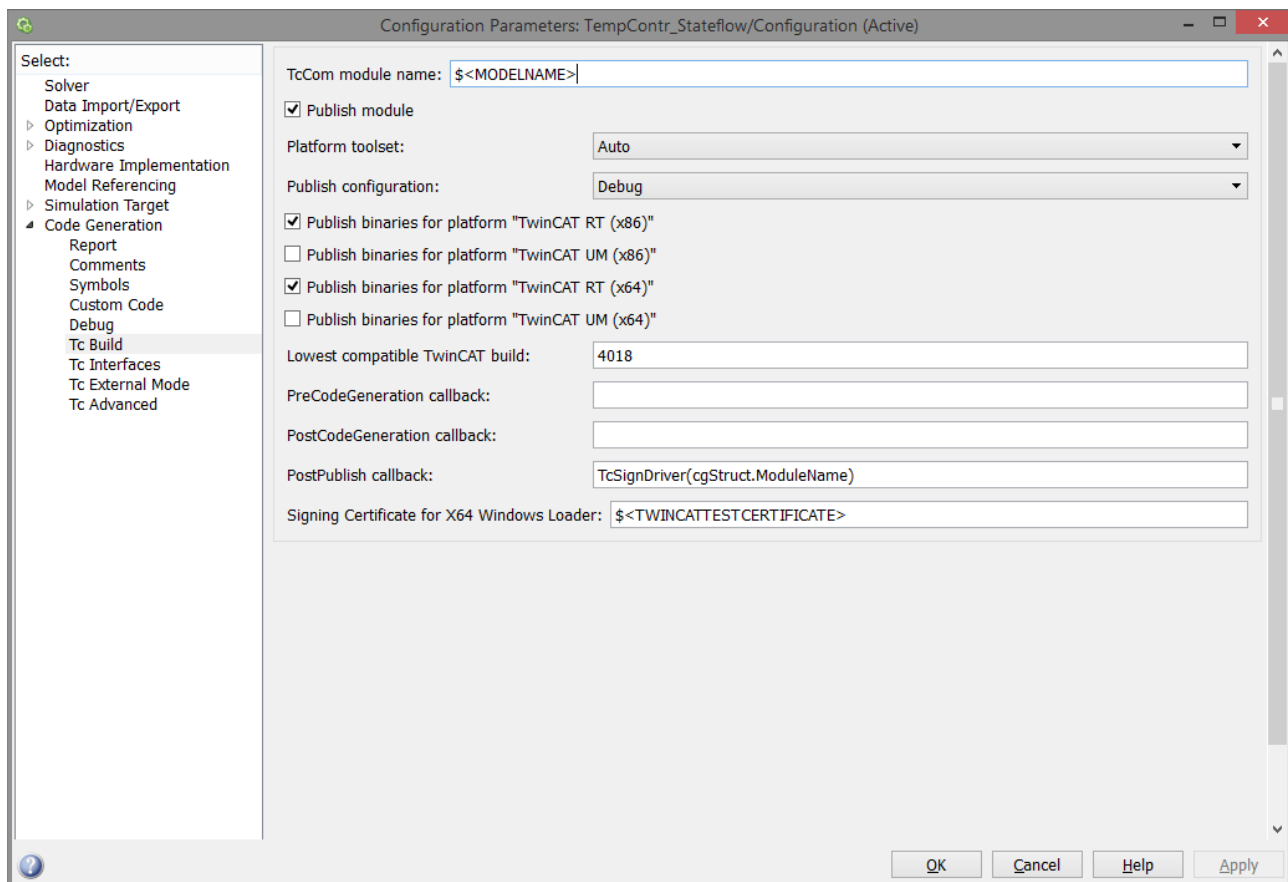 Configuration Parameters: TempContr_Stateflow/Configuration (Active)
Select:
Solver
Data Import/Export
Optimization
Diagnostics
Hardware Implementation
Model Referencing
Simulation Target
Code Generation
Report
Comments
Symbols
Custom Code
Debug
Tc Build
Tc Interfaces
Tc External Mode
Tc Advanced
TcCom module name: $<MODELNAME>
Publish module
Platform toolset: Auto
Publish configuration: Debug
Publish binaries for platform "TwinCAT RT (x86)"
Publish binaries for platform "TwinCAT UM (x86)"
Publish binaries for platform "TwinCAT RT (x64)"
Publish binaries for platform "TwinCAT UM (x64)"
Lowest compatible TwinCAT build: 4018
PreCodeGeneration callback:
PostCodeGeneration callback:
PostPublish callback: TcSignDriver(cgStruct.ModuleName)
Signing Certificate for X64 Windows Loader: $<TWINCATTESTCERTIFICATE>
OK Cancel Help Apply